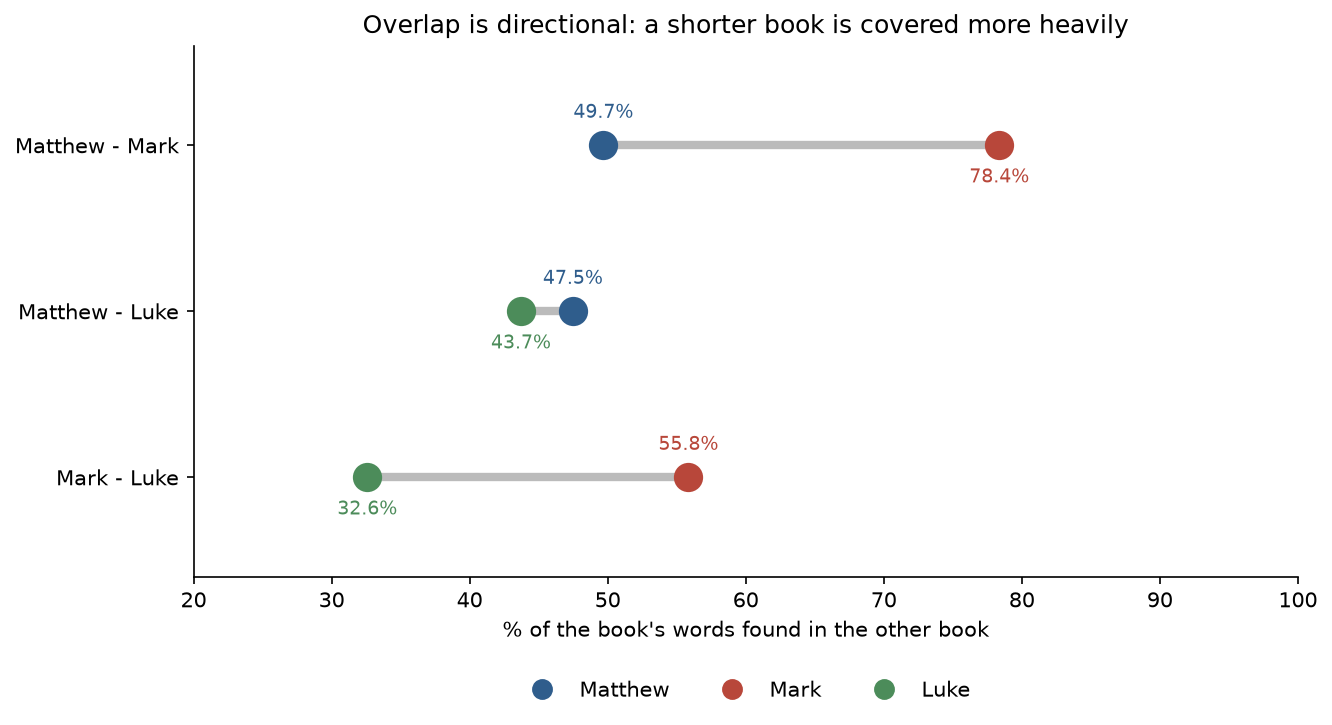 Overlap is directional: a shorter book is covered more heavily
49.7%
Matthew - Mark
78.4%
47.5%
Matthew - Luke
43.7%
55.8%
Mark - Luke
32.6%
20 30 40 50 60 70 80 90 100
% of the book's words found in the other book
Matthew Mark Luke